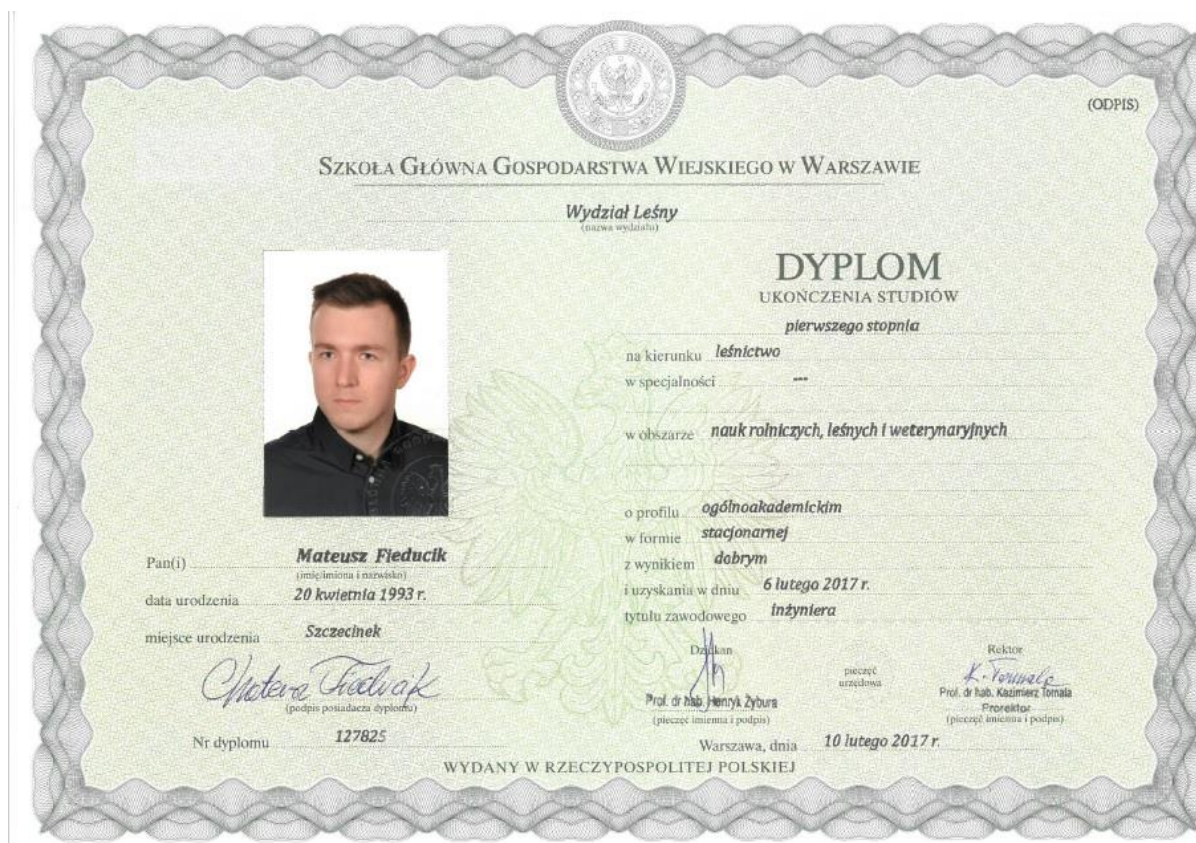 (ODPIS)
SZKOŁA GŁÓWNA GOSPODARSTWA WIEJSKIEGO W WARSZAWIE
Wydział Leśny
(nazwa wydziału)
DYPLOM
UKOŃCZENIA STUDIÓW
pierwszego stopnia
na kierunku leśnictwo
w specjalności ---
w obszarze nauk rolniczych, leśnych i weterynaryjnych
o profilu ogólnoakademickim
w formie stacjonarnej
z wynikiem dobrym
i uzyskania w dniu 6 lutego 2017 r.
tytułu zawodowego inżyniera
Pan(i) Mateusz Fieducik
(imię/imiona i nazwisko)
data urodzenia 20 kwietnia 1993 r.
miejsce urodzenia Szczecinek
(podpis posiadacza dyplomu)
Nr dyplomu 127825
Dziekan
Prof. dr hab. Henryk Żybura
(pieczęć imienna i podpis)
pieczęć
urzędowa
Rektor
K. Tomala
Prof. dr hab. Kazimierz Tomala
Prorektor
(pieczęć imienna i podpis)
Warszawa, dnia 10 lutego 2017 r.
WYDANY W RZECZYPOSPOLITEJ POLSKIEJ